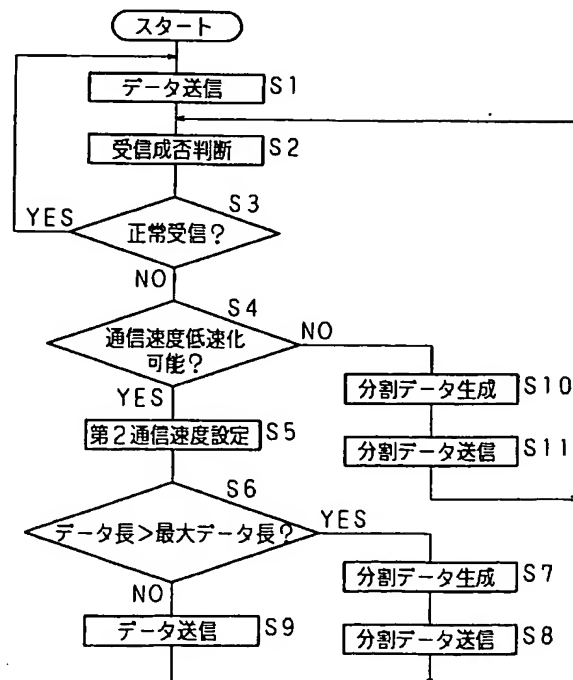 スタート
データ送信 S1
受信成否判断 S2
S3
YES
正常受信?
NO
S4
通信速度低速化
可能?
NO
YES
分割データ生成 S10
第2通信速度設定 S5
分割データ送信 S11
S6
データ長>最大データ長?
YES
NO
分割データ生成 S7
データ送信 S9
分割データ送信 S8